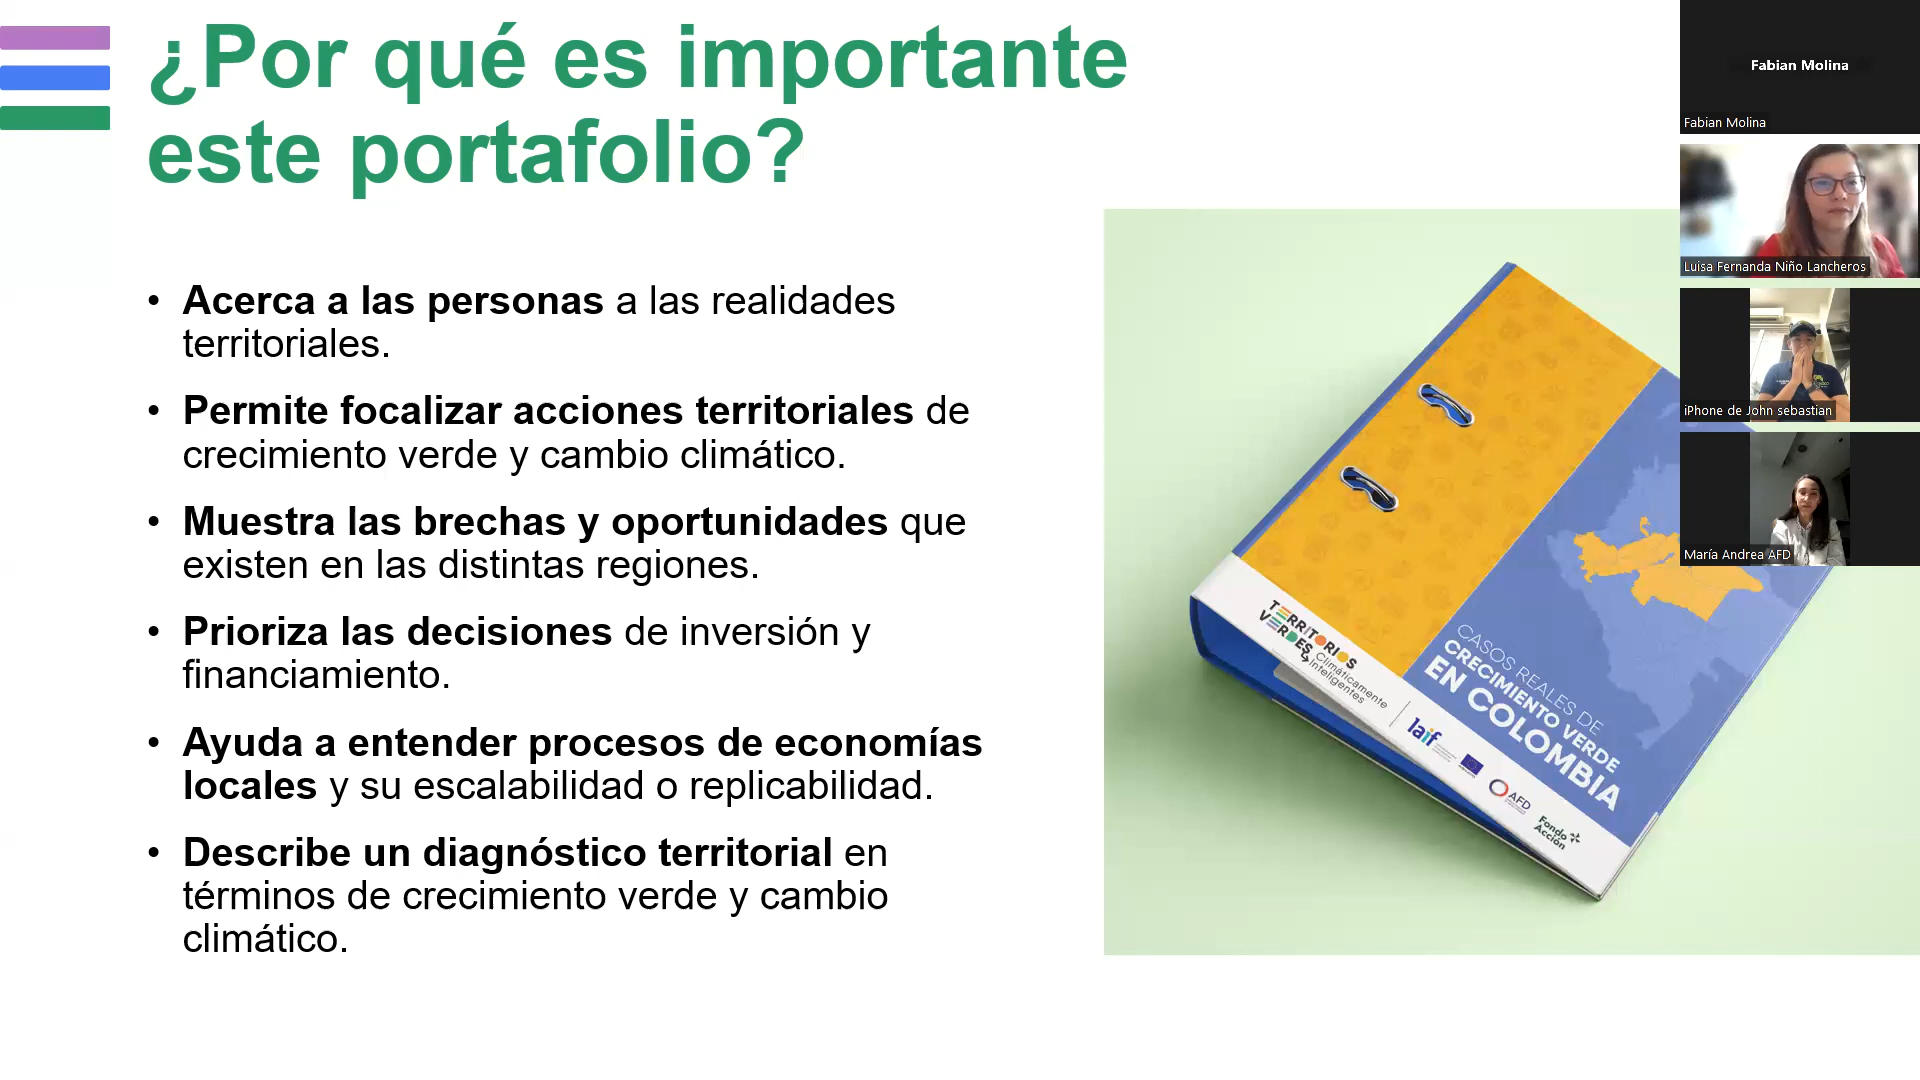 ¿Por qué es importante
este portafolio?
• Acerca a las personas a las realidades
territoriales.
• Permite focalizar acciones territoriales de
crecimiento verde y cambio climático.
• Muestra las brechas y oportunidades que
existen en las distintas regiones.
• Prioriza las decisiones de inversión y
financiamiento.
• Ayuda a entender procesos de economías
locales y su escalabilidad o replicabilidad.
• Describe un diagnóstico territorial en
términos de crecimiento verde y cambio
climático.
TERRITORIOS
VERDES
Climáticamente
Inteligentes
laif
AFD
Fondo
Acción
CASOS REALES DE
CRECIMIENTO VERDE
EN COLOMBIA
Fabian Molina
Fabian Molina
Luisa Fernanda Niño Lancheros
iPhone de John sebastian
María Andrea AFD